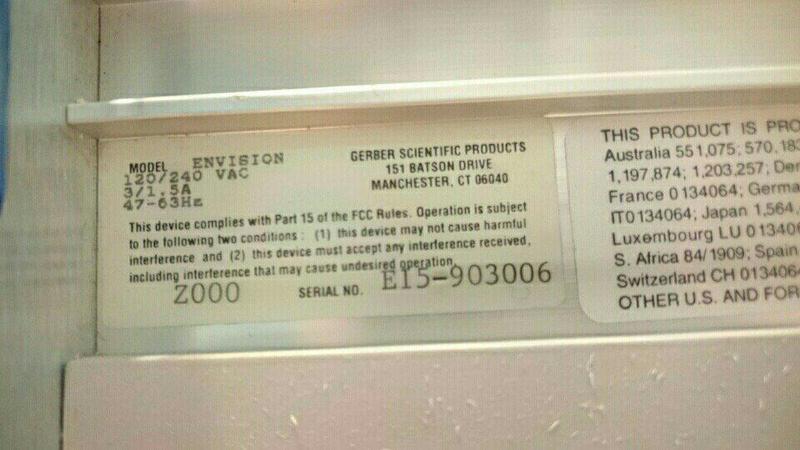 MODEL ENVISION
120/240 VAC
3/1.5A
47-63Hz
GERBER SCIENTIFIC PRODUCTS
151 BATSON DRIVE
MANCHESTER, CT 06040
This device complies with Part 15 of the FCC Rules. Operation is subject
to the following two conditions : (1) this device may not cause harmful
interference and (2) this device must accept any interference received,
including interference that may cause undesired operation.
Z000 SERIAL NO. E15-903006
THIS PRODUCT IS PRO
Australia 551,075; 570,183
1,197,874; 1,203,257; Den
France 0134064; Germa
IT0134064; Japan 1,564,
Luxembourg LU 013406
S. Africa 84/1909; Spain
Switzerland CH 0134064
OTHER U.S. AND FOR